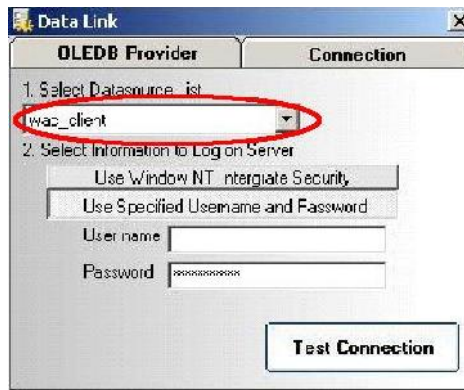 Data Link
OLEDB Provider
Connection
1. Select Datasource List
wac_client
2. Select Information to Log on Server
Use Window NT Intergiate Security
Use Specified Username and Password
User name
Password
**********
Test Connection